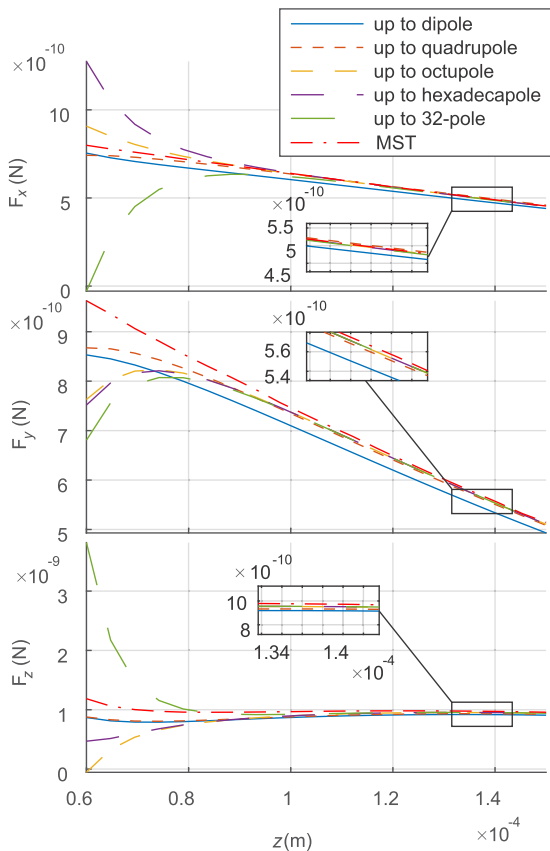 up to dipole
up to quadrupole
up to octupole
up to hexadecapole
up to 32-pole
MST
×10⁻¹⁰
10
5
0
F_x (N)
×10⁻¹⁰
5.5
5
4.5
×10⁻¹⁰
9
8
7
6
5
F_y (N)
×10⁻¹⁰
5.6
5.4
×10⁻⁹
3
2
1
0
F_z (N)
×10⁻¹⁰
10
8
1.34 1.4
×10⁻⁴
0.6 0.8 1 1.2 1.4
z(m)
×10⁻⁴